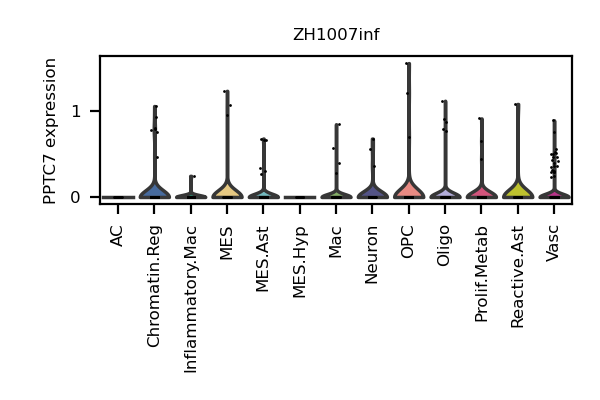 ZH1007inf
PPTC7 expression
1
0
AC
Chromatin.Reg
Inflammatory.Mac
MES
MES.Ast
MES.Hyp
Mac
Neuron
OPC
Oligo
Prolif.Metab
Reactive.Ast
Vasc